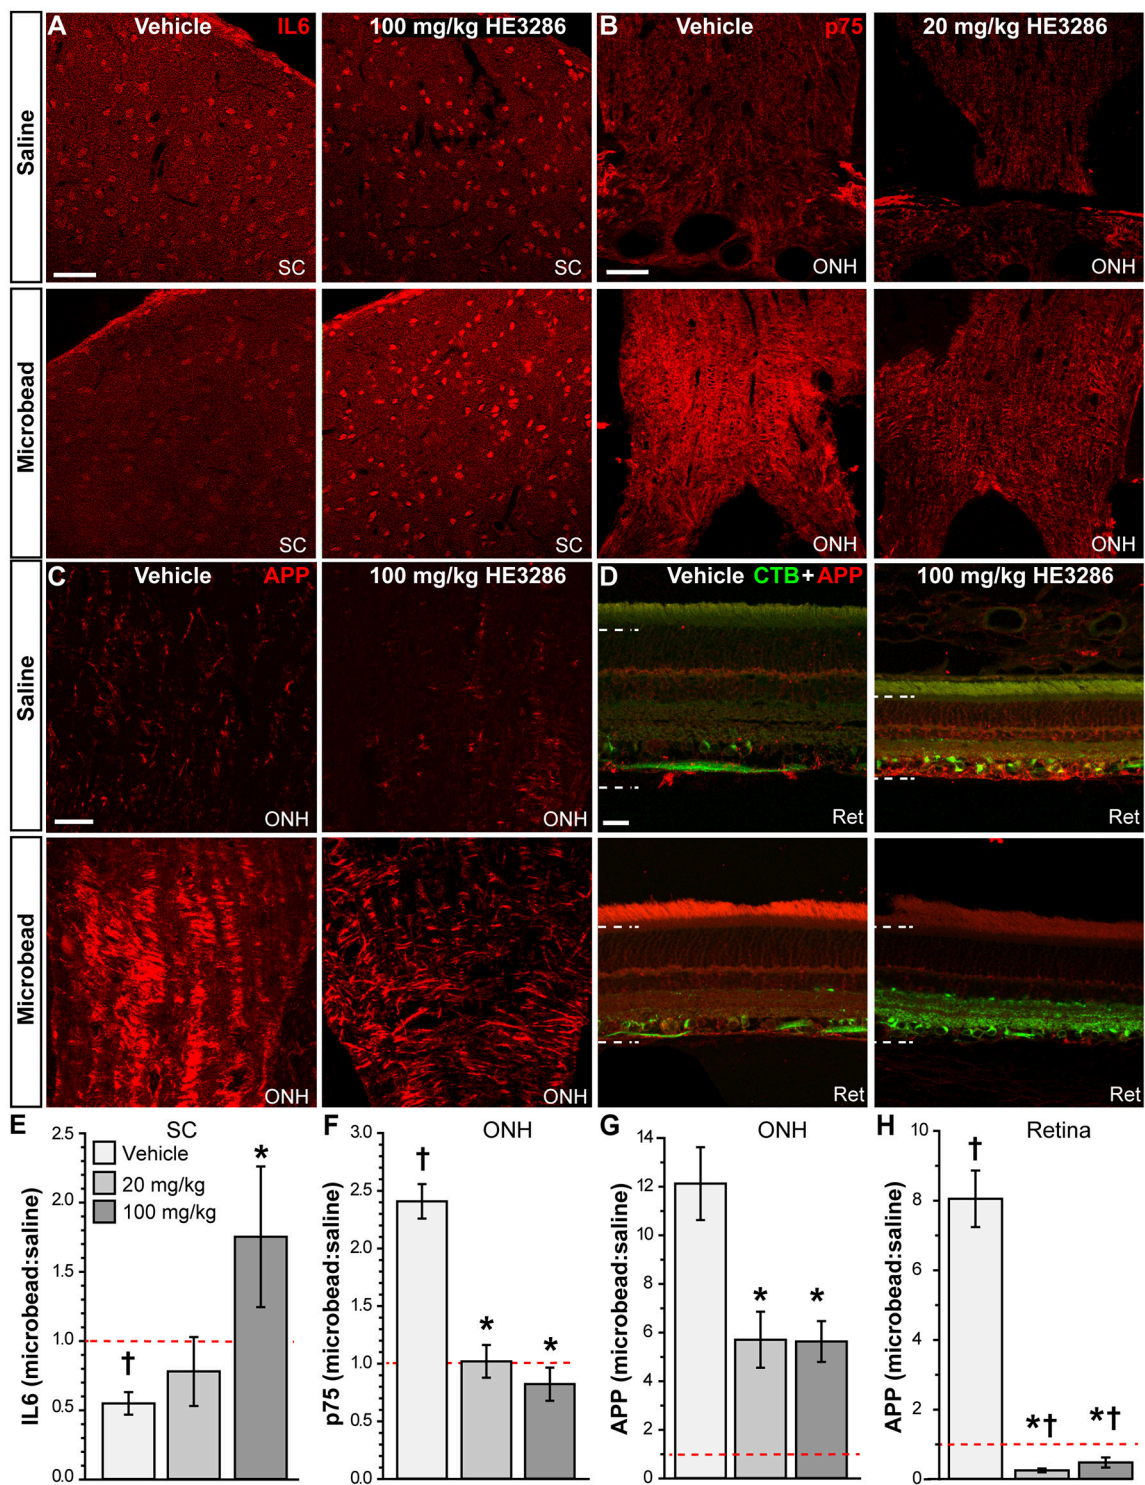 A Vehicle IL6 100 mg/kg HE3286 B Vehicle p75 20 mg/kg HE3286
Saline
SC SC ONH ONH
Microbead
SC SC ONH ONH
C Vehicle APP 100 mg/kg HE3286 D Vehicle CTB+APP 100 mg/kg HE3286
Saline
ONH ONH Ret Ret
Microbead
ONH ONH Ret Ret
E SC
IL6 (microbead:saline)
2.5
2.0
1.5
1.0
0.5
0.0
Vehicle
20 mg/kg
100 mg/kg
*
†
F ONH
p75 (microbead:saline)
3.0
2.5
2.0
1.5
1.0
0.5
0.0
†
*
*
G ONH
APP (microbead:saline)
14
12
10
8
6
4
2
0
*
*
H Retina
APP (microbead:saline)
10
8
6
4
2
0
†
*†
*†